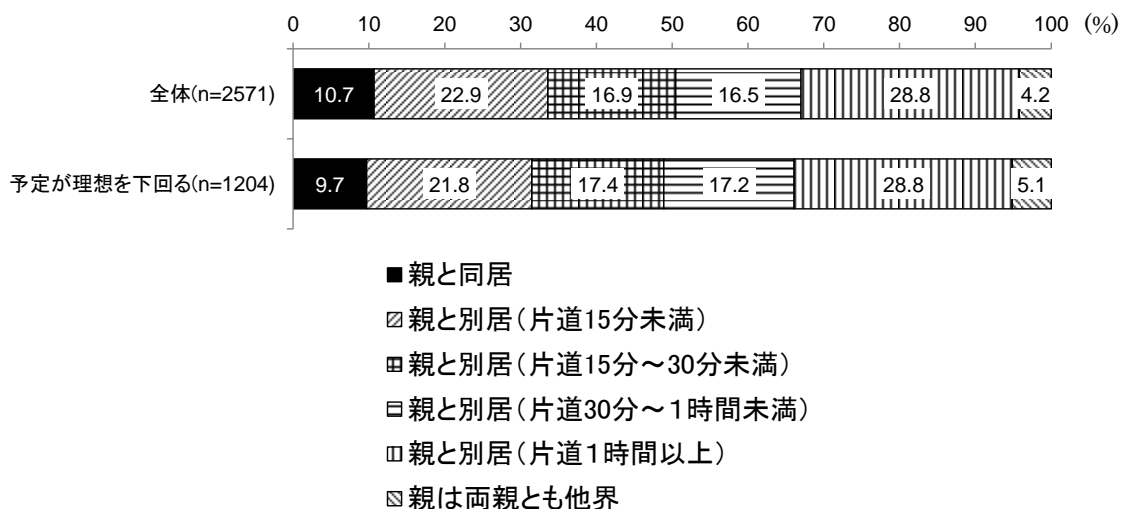 0 10 20 30 40 50 60 70 80 90 100 (%)
全体(n=2571) 10.7 22.9 16.9 16.5 28.8 4.2
予定が理想を下回る(n=1204) 9.7 21.8 17.4 17.2 28.8 5.1
親と同居
親と別居(片道15分未満)
親と別居(片道15分～30分未満)
親と別居(片道30分～１時間未満)
親と別居(片道１時間以上)
親は両親とも他界